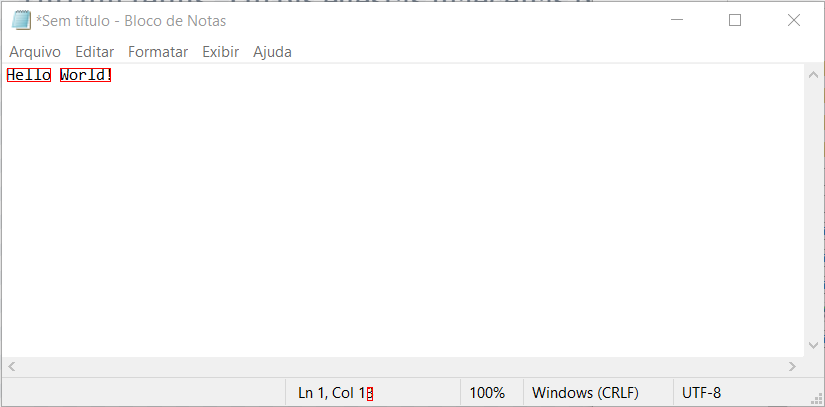 *Sem título - Bloco de Notas
Arquivo Editar Formatar Exibir Ajuda
Hello World!
Ln 1, Col 13
100%
Windows (CRLF)
UTF-8